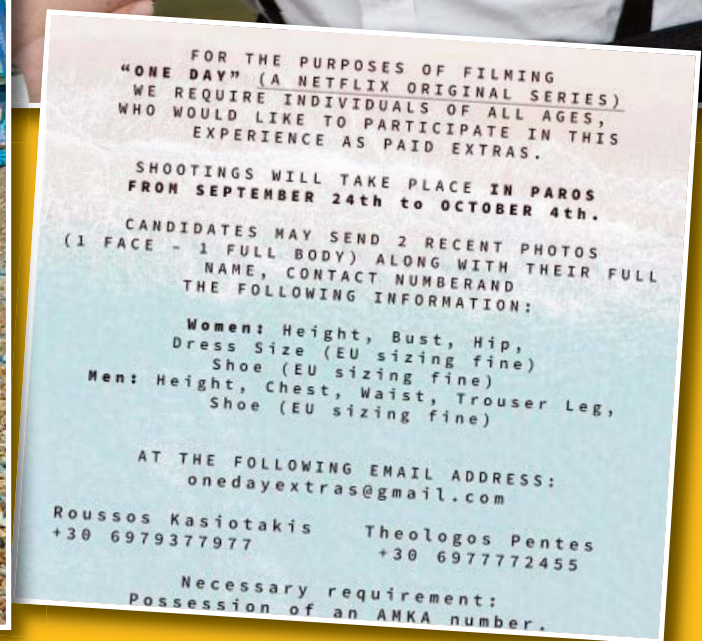 FOR THE PURPOSES OF FILMING
“ONE DAY” (A NETFLIX ORIGINAL SERIES)
WE REQUIRE INDIVIDUALS OF ALL AGES,
WHO WOULD LIKE TO PARTICIPATE IN THIS
EXPERIENCE AS PAID EXTRAS.
SHOOTINGS WILL TAKE PLACE IN PAROS
FROM SEPTEMBER 24th to OCTOBER 4th.
CANDIDATES MAY SEND 2 RECENT PHOTOS
(1 FACE - 1 FULL BODY) ALONG WITH THEIR FULL
NAME, CONTACT NUMBERAND
THE FOLLOWING INFORMATION:
Women: Height, Bust, Hip,
Dress Size (EU sizing fine)
Shoe (EU sizing fine)
Men: Height, Chest, Waist, Trouser Leg,
Shoe (EU sizing fine)
AT THE FOLLOWING EMAIL ADDRESS:
onedayextras@gmail.com
Roussos Kasiotakis
+30 6979377977
Theologos Pentes
+30 6977772455
Necessary requirement:
Possession of an AMKA number.